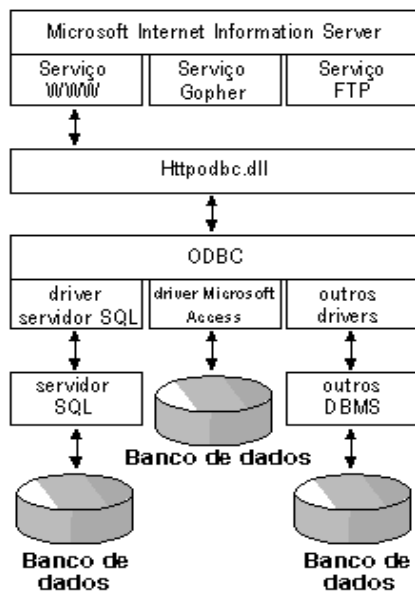 Microsoft Internet Information Server
Serviço
WWW
Serviço
Gopher
Serviço
FTP
Httpodbc.dll
ODBC
driver
servidor SQL
driver Microsoft
Access
outros
drivers
servidor
SQL
outros
DBMS
Banco de dados
Banco de
dados
Banco de
dados